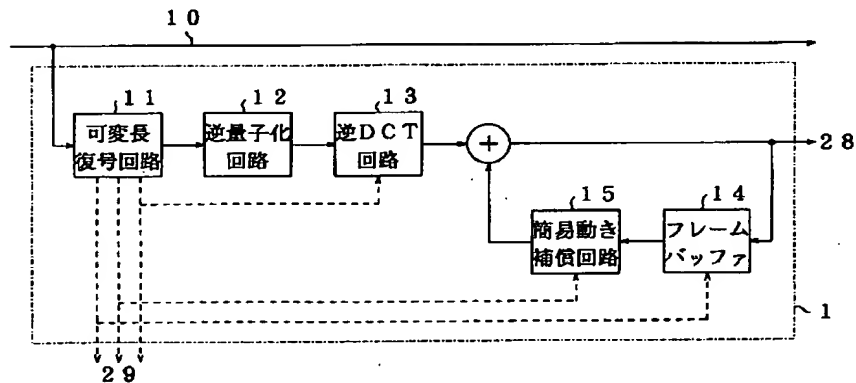 10
11
12
13
可変長
復号回路
逆量子化
回路
逆DCT
回路
+
28
15
14
簡易動き
補償回路
フレーム
バッファ
1
29